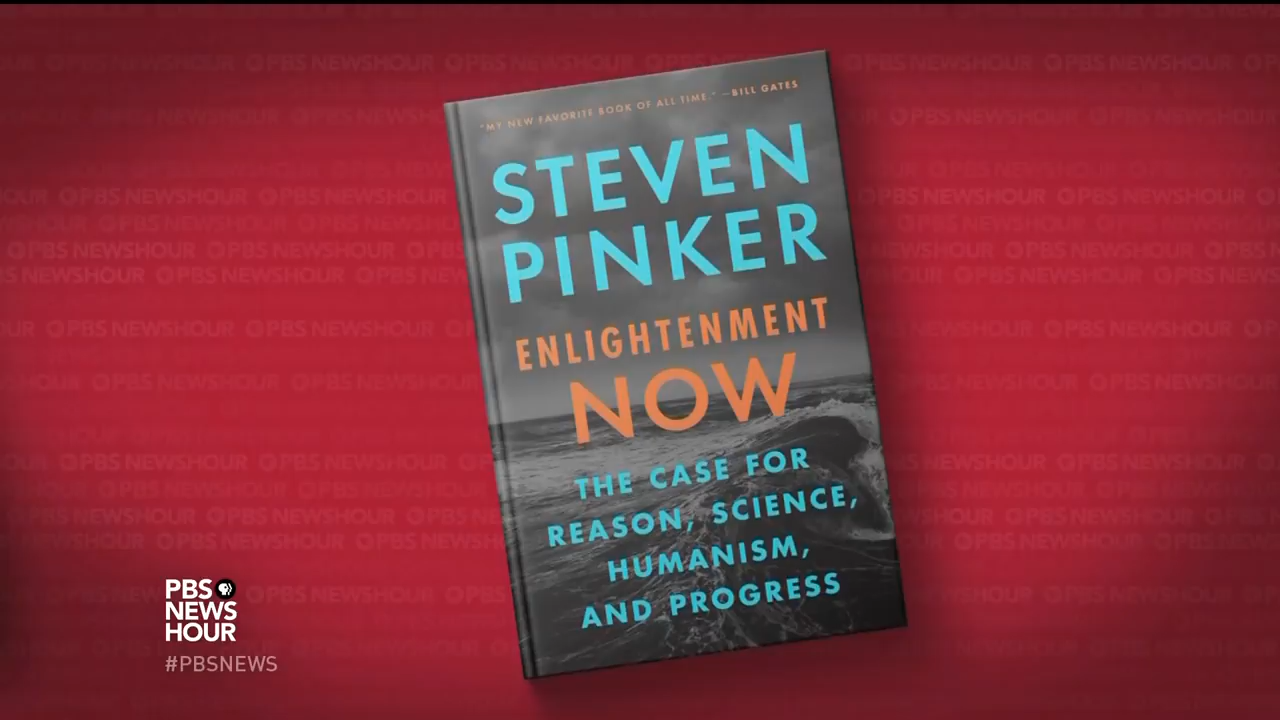 "MY NEW FAVORITE BOOK OF ALL TIME." —BILL GATES
STEVEN
PINKER
ENLIGHTENMENT
NOW
THE CASE FOR
REASON, SCIENCE,
HUMANISM,
AND PROGRESS
PBS
NEWS
HOUR
#PBSNEWS